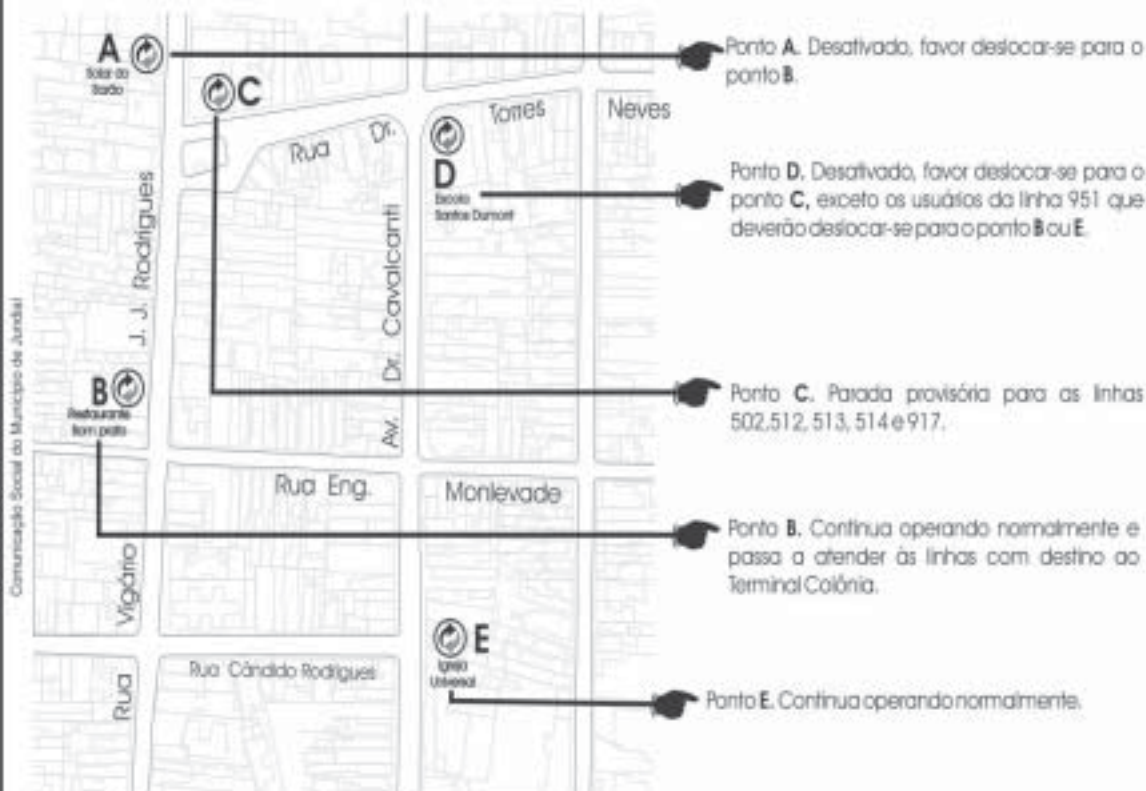 A
Solar do
Barão
C
Ponto A. Desativado, favor deslocar-se para o
ponto B.
Rua Dr. Torres Neves
D
Escola
Santos Dumont
Ponto D. Desativado, favor deslocar-se para o
ponto C, exceto os usuários da linha 951 que
deverão deslocar-se para o ponto B ou E.
Rua Vigário J. J. Rodrigues
Av. Dr. Cavalcanti
B
Restaurante
Bom prato
Ponto C. Parada provisória para as linhas
502,512, 513, 514 e 917.
Rua Eng. Monlevade
Ponto B. Continua operando normalmente e
passa a atender às linhas com destino ao
Terminal Colônia.
E
Igreja
Universal
Rua Cândido Rodrigues
Ponto E. Continua operando normalmente.
Comunicação Social do Município de Jundiaí